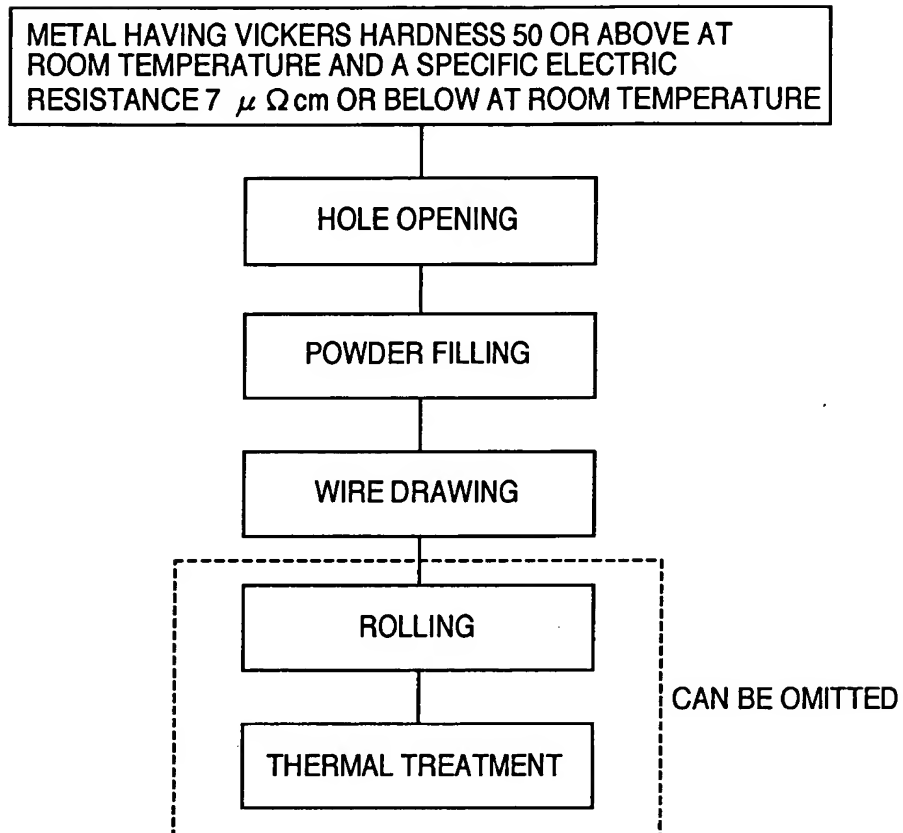 METAL HAVING VICKERS HARDNESS 50 OR ABOVE AT
ROOM TEMPERATURE AND A SPECIFIC ELECTRIC
RESISTANCE 7 μ Ω cm OR BELOW AT ROOM TEMPERATURE
HOLE OPENING
POWDER FILLING
WIRE DRAWING
ROLLING
CAN BE OMITTED
THERMAL TREATMENT